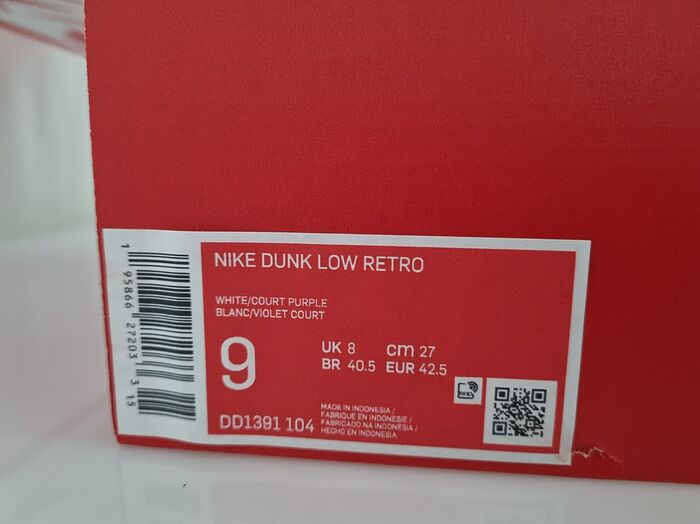 NIKE DUNK LOW RETRO
WHITE/COURT PURPLE
BLANC/VIOLET COURT
9
UK 8 cm 27
BR 40.5 EUR 42.5
DD1391 104
MADE IN INDONESIA /
FABRIQUE EN INDONESIE /
FABRICADO NA INDONÉSIA /
HECHO EN INDONESIA
1 95866 27203 3 15